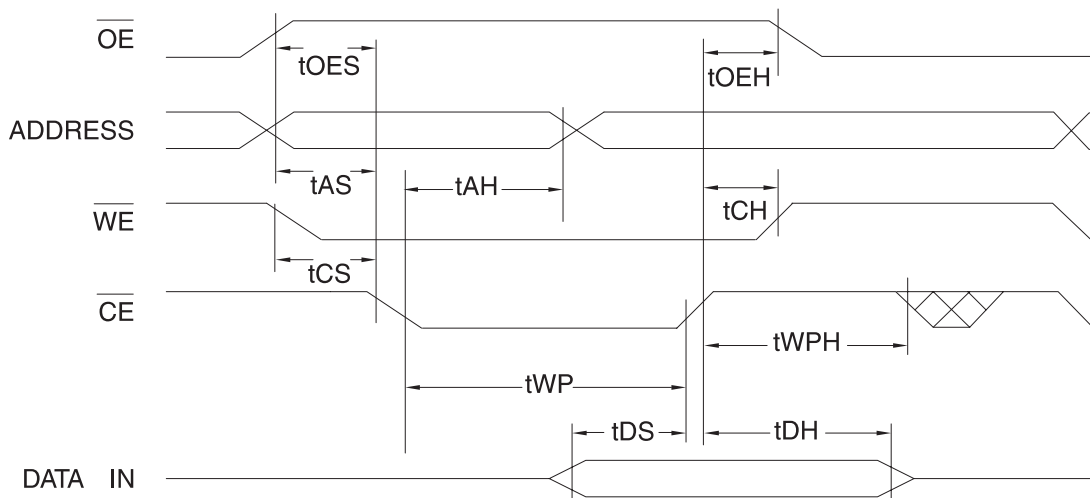 OE
tOES
tOEH
ADDRESS
tAS
tAH
tCH
WE
tCS
CE
tWPH
tWP
tDS
tDH
DATA IN